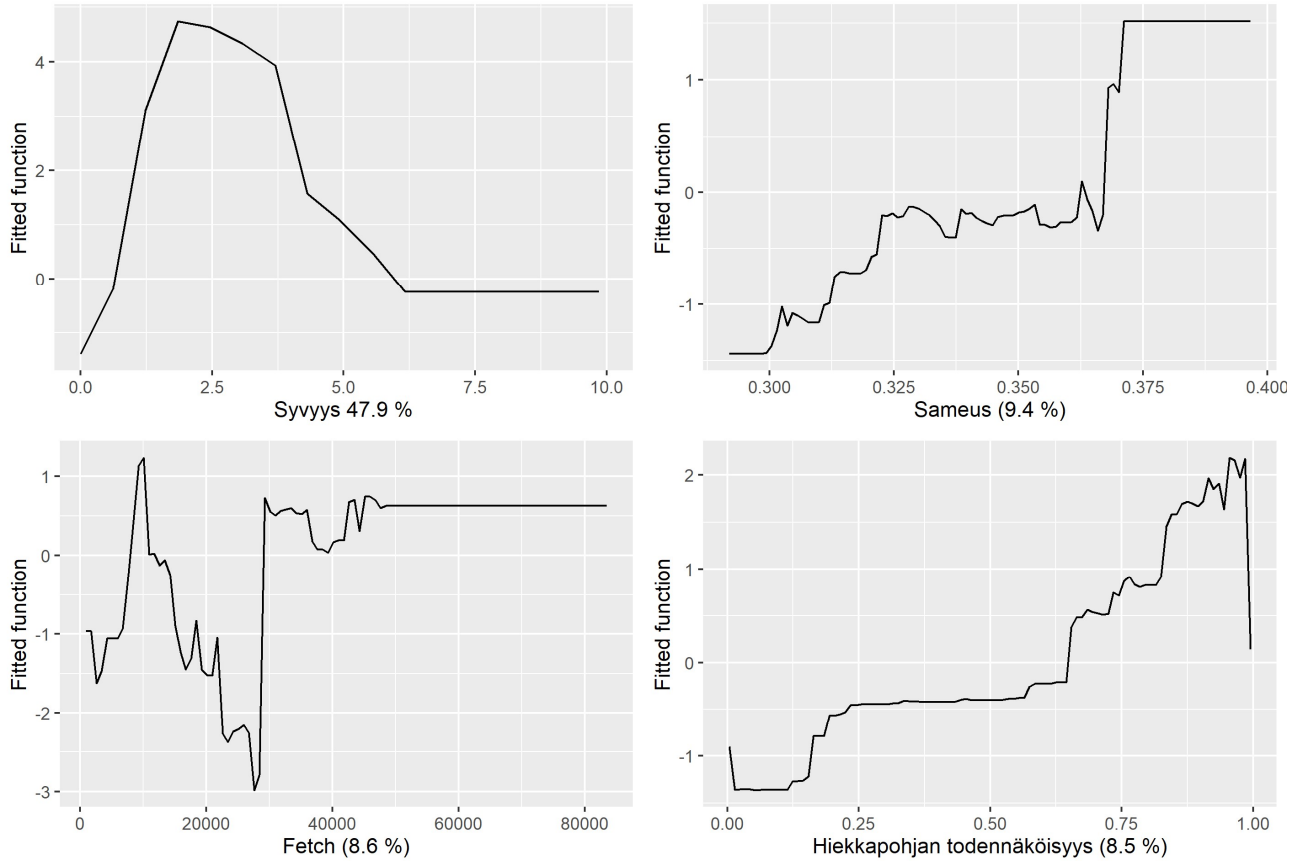 Fitted function
4
2
0
0.0 2.5 5.0 7.5 10.0
Syvyys 47.9 %
Fitted function
1
0
-1
0.300 0.325 0.350 0.375 0.400
Sameus (9.4 %)
Fitted function
1
0
-1
-2
-3
0 20000 40000 60000 80000
Fetch (8.6 %)
Fitted function
2
1
0
-1
0.00 0.25 0.50 0.75 1.00
Hiekkapohjan todennäköisyys (8.5 %)